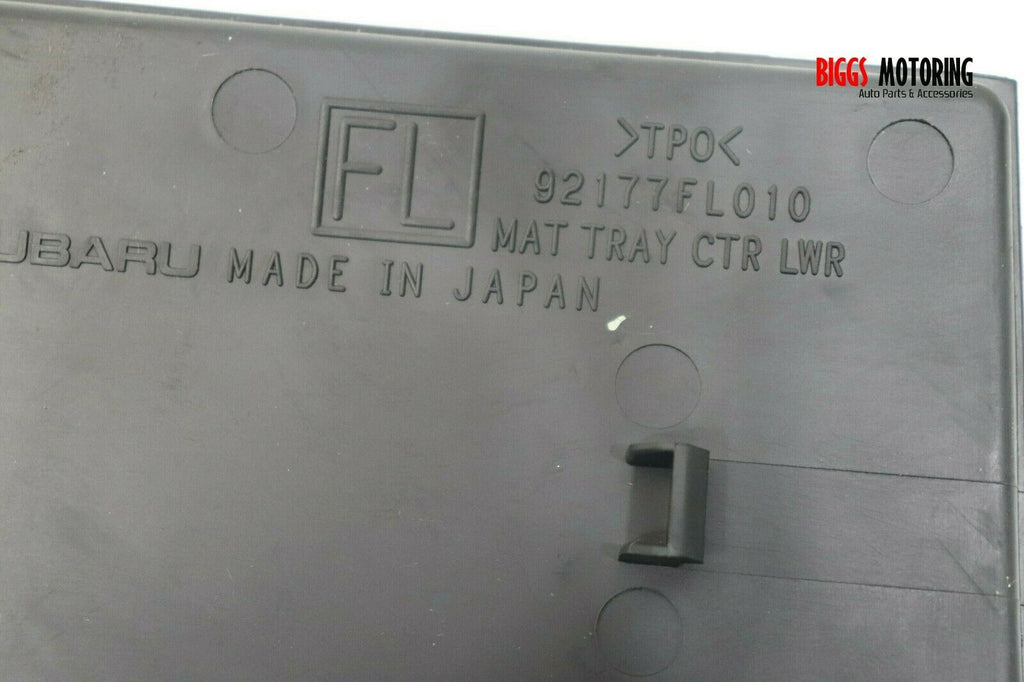 BIGGS MOTORING
Auto Parts & Accessories
FL
>TPO<
92177FL010
MAT TRAY CTR LWR
UBARU MADE IN JAPAN